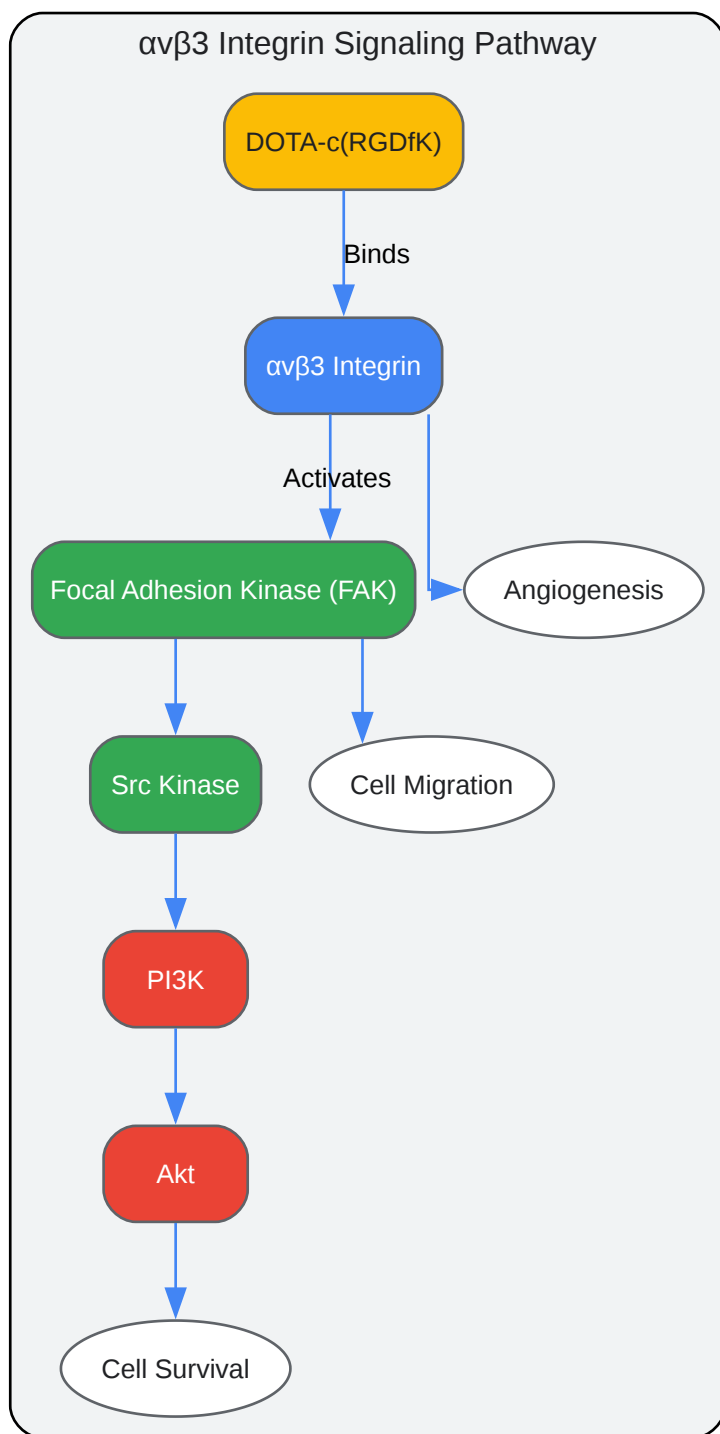 αvβ3 Integrin Signaling Pathway
DOTA-c(RGDfK)
Binds
αvβ3 Integrin
Activates
Focal Adhesion Kinase (FAK)
Angiogenesis
Src Kinase
Cell Migration
PI3K
Akt
Cell Survival